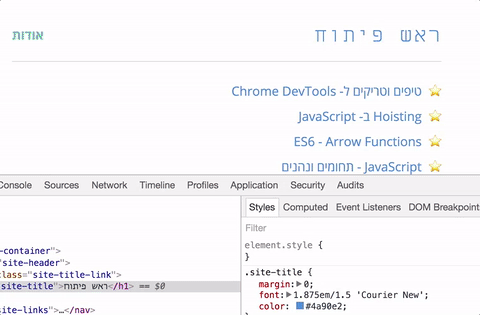 ראש פיתוח
אודות
טיפים וטריקים ל- Chrome DevTools
Hoisting ב- JavaScript
ES6 - Arrow Functions
JavaScript - תחומים ונהנים
Console Sources Network Timeline Profiles Application Security Audits
-container">
"site-header">
class="site-title-link">
site-title">ראש פיתוח</h1> == $0
site-links">…</nav>
Styles Computed Event Listeners DOM Breakpoint
Filter
element.style {
}
.site-title {
margin: 0;
font: 1.875em/1.5 'Courier New';
color: #4a90e2;